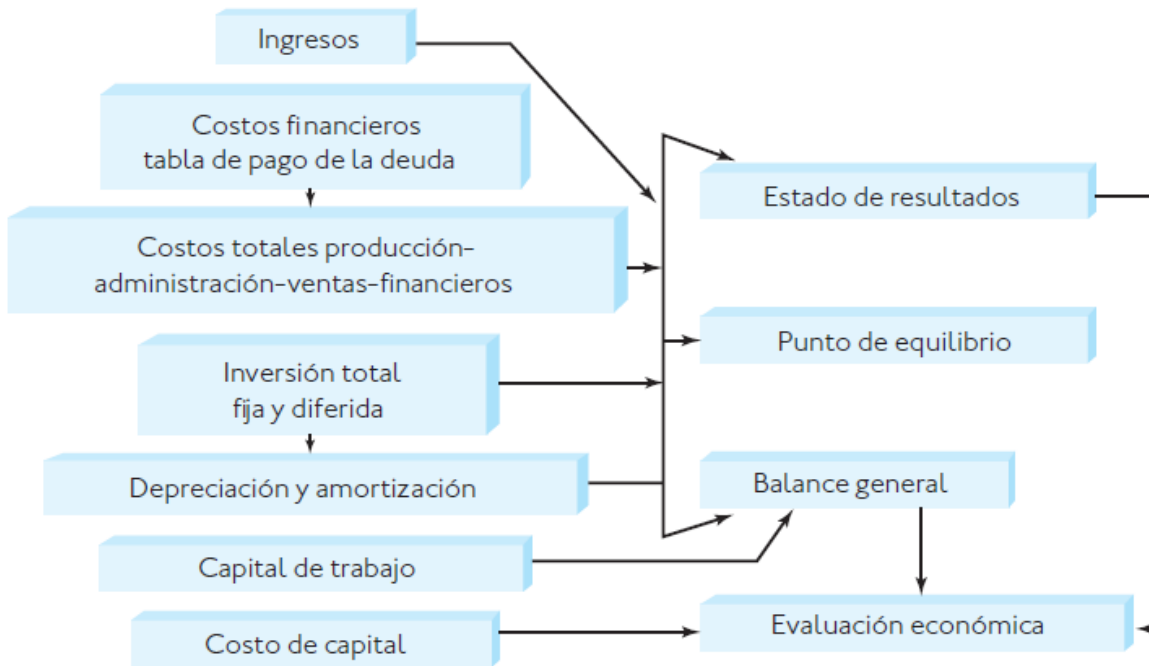 Ingresos
Costos financieros
tabla de pago de la deuda
Costos totales producción-
administración-ventas-financieros
Inversión total
fija y diferida
Depreciación y amortización
Capital de trabajo
Costo de capital
Estado de resultados
Punto de equilibrio
Balance general
Evaluación económica